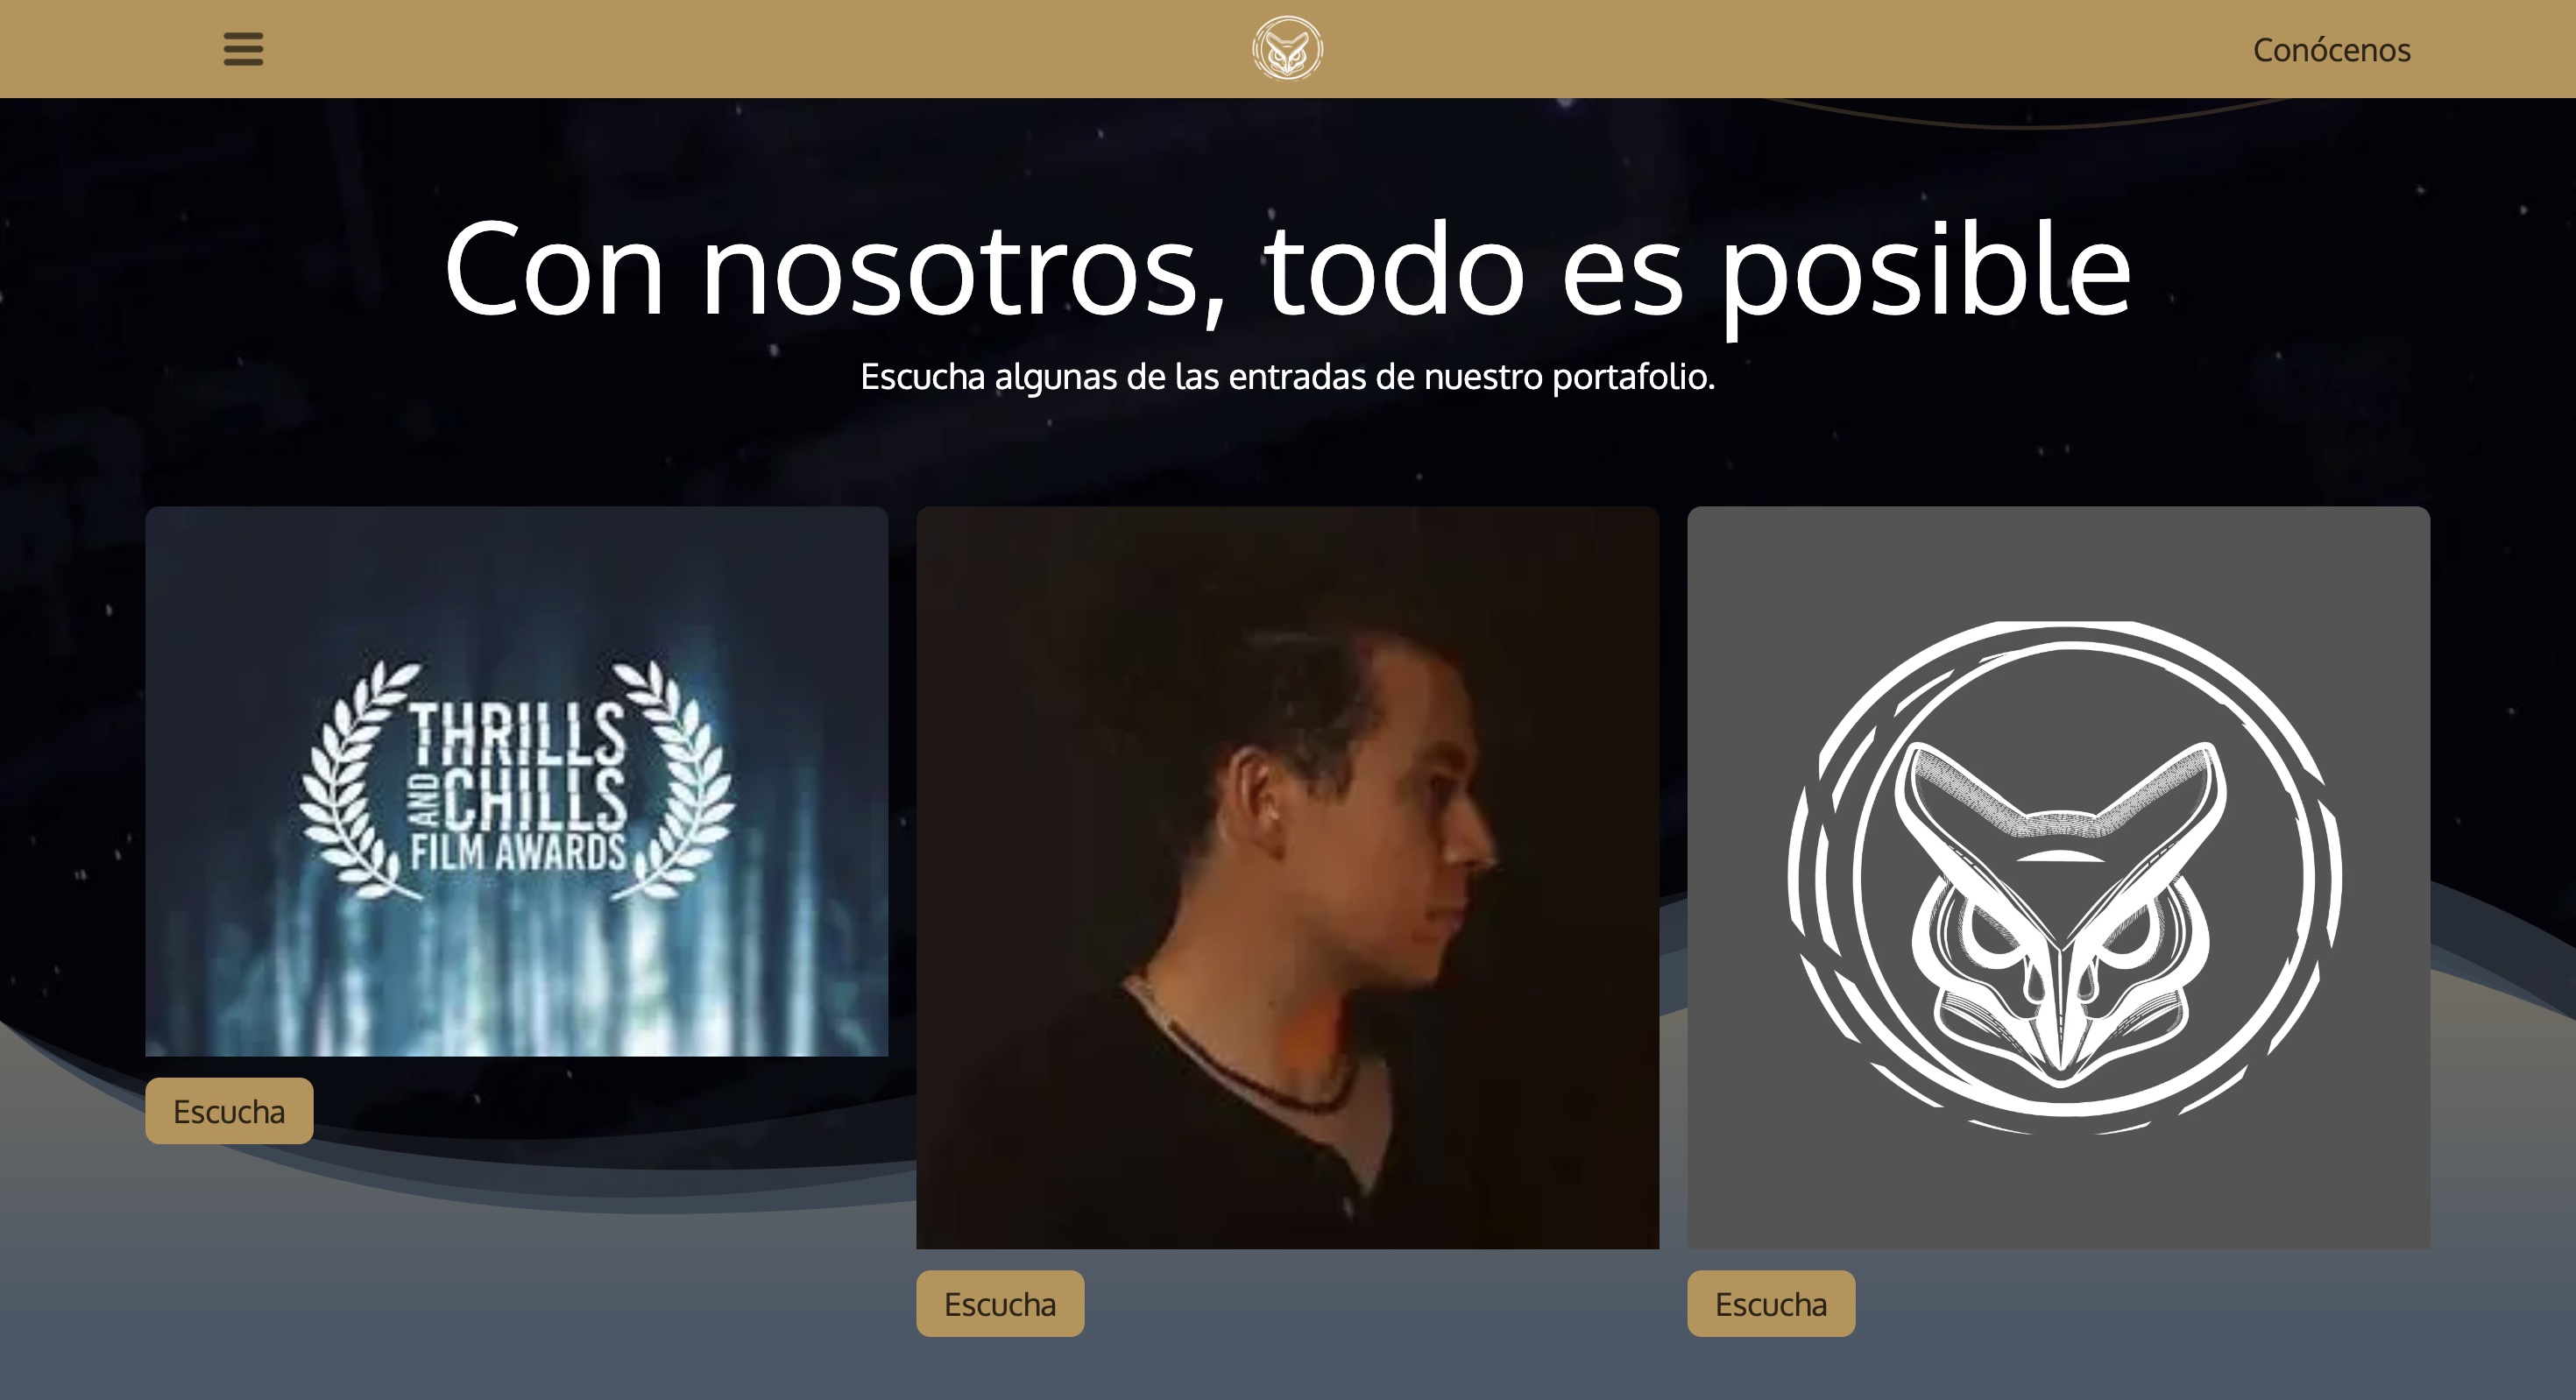 Conócenos
Con nosotros, todo es posible
Escucha algunas de las entradas de nuestro portafolio.
THRILLS
AND CHILLS
FILM AWARDS
Escucha
Escucha
Escucha